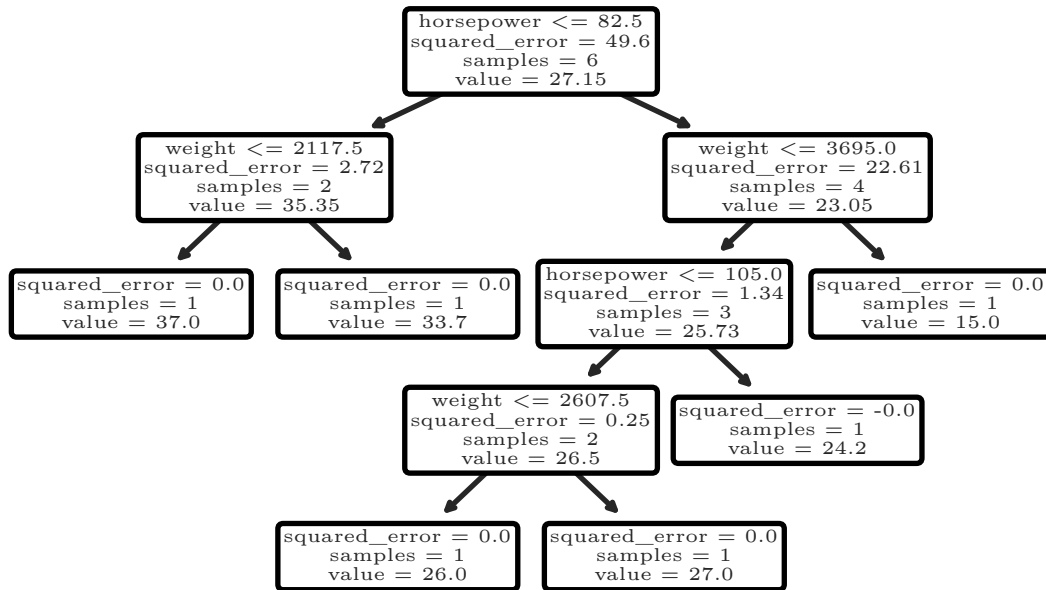 horsepower <= 82.5
squared_error = 49.6
samples = 6
value = 27.15
weight <= 2117.5
squared_error = 2.72
samples = 2
value = 35.35
weight <= 3695.0
squared_error = 22.61
samples = 4
value = 23.05
squared_error = 0.0
samples = 1
value = 37.0
squared_error = 0.0
samples = 1
value = 33.7
horsepower <= 105.0
squared_error = 1.34
samples = 3
value = 25.73
squared_error = 0.0
samples = 1
value = 15.0
weight <= 2607.5
squared_error = 0.25
samples = 2
value = 26.5
squared_error = -0.0
samples = 1
value = 24.2
squared_error = 0.0
samples = 1
value = 26.0
squared_error = 0.0
samples = 1
value = 27.0